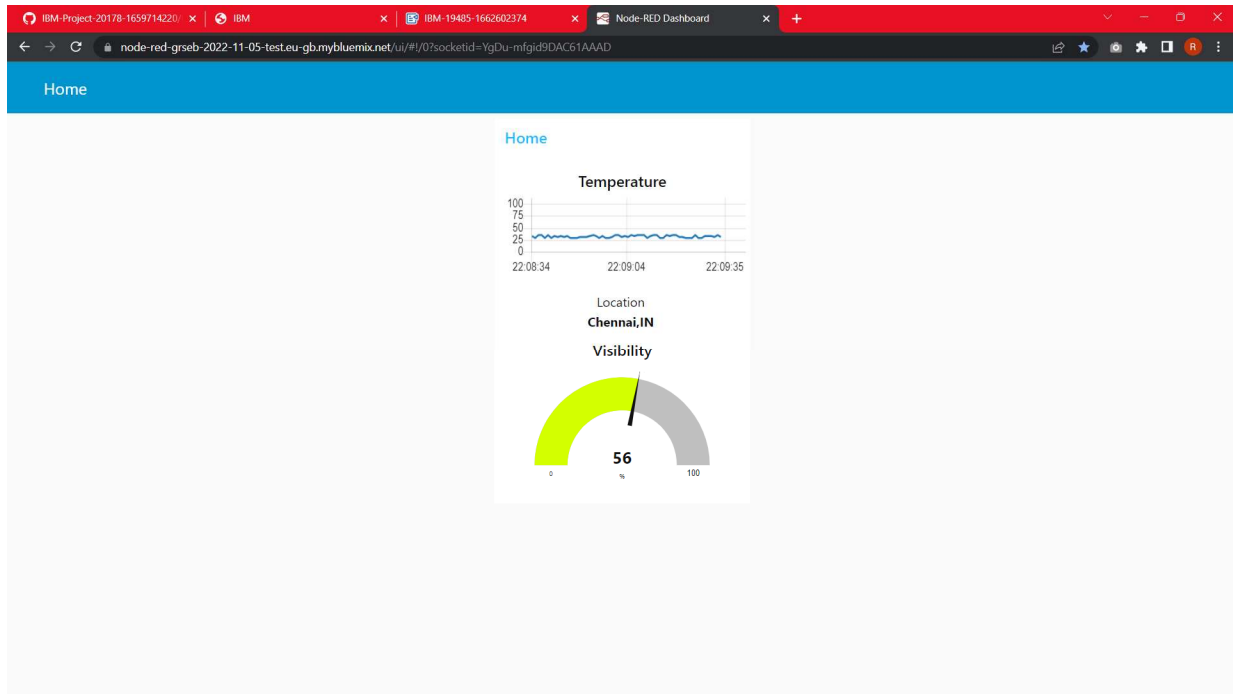 IBM-Project-20178-1659714220/
IBM
IBM-19485-1662602374
Node-RED Dashboard
node-red-grseb-2022-11-05-test.eu-gb.mybluemix.net/ui/#!/0?socketid=YgDu-mfgid9DAC61AAAD
R
Home
Home
Temperature
100
75
50
25
0
22:08:34 22:09:04 22:09:35
Location
Chennai,IN
Visibility
56
0 % 100